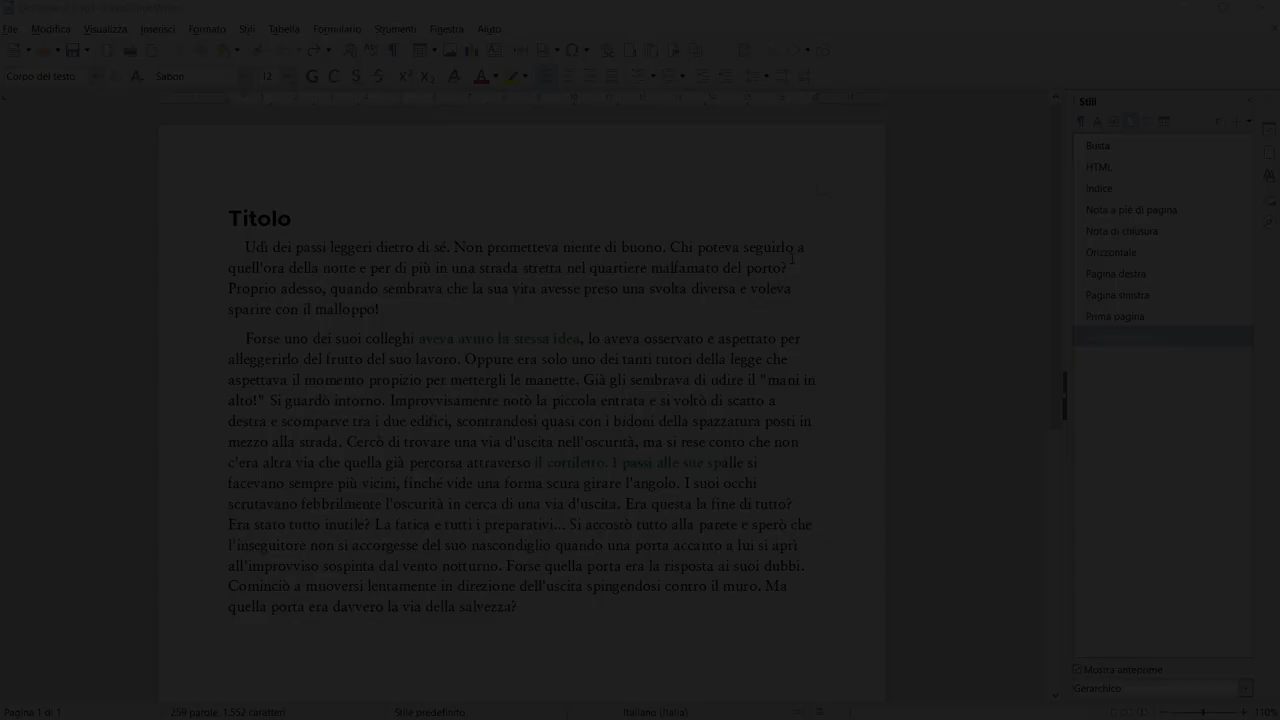 File Modifica Visualizza Inserisci Formato Stili Tabella Formulario Strumenti Finestra Aiuto
Corpo del testo Sabon 12
Titolo
Udì dei passi leggeri dietro di sé. Non prometteva niente di buono. Chi poteva seguirlo a
quell'ora della notte e per di più in una strada stretta nel quartiere malfamato del porto?
Proprio adesso, quando sembrava che la sua vita avesse preso una svolta diversa e voleva
sparire con il malloppo!
Forse uno dei suoi colleghi aveva avuto la stessa idea, lo aveva osservato e aspettato per
alleggerirlo del frutto del suo lavoro. Oppure era solo uno dei tanti tutori della legge che
aspettava il momento propizio per mettergli le manette. Già gli sembrava di udire il "mani in
alto!" Si guardò intorno. Improvvisamente notò la piccola entrata e si voltò di scatto a
destra e scomparve tra i due edifici, scontrandosi quasi con i bidoni della spazzatura posti in
mezzo alla strada. Cercò di trovare una via d'uscita nell'oscurità, ma si rese conto che non
c'era altra via che quella già percorsa attraverso il cortiletto. I passi alle sue spalle si
facevano sempre più vicini, finché vide una forma scura girare l'angolo. I suoi occhi
scrutavano febbrilmente l'oscurità in cerca di una via d'uscita. Era questa la fine di tutto?
Era stato tutto inutile? La fatica e tutti i preparativi... Si accostò tutto alla parete e sperò che
l'inseguitore non si accorgesse del suo nascondiglio quando una porta accanto a lui si aprì
all'improvviso sospinta dal vento notturno. Forse quella porta era la risposta ai suoi dubbi.
Cominciò a muoversi lentamente in direzione dell'uscita spingendosi contro il muro. Ma
quella porta era davvero la via della salvezza?
Stili
Busta
HTML
Indice
Nota a piè di pagina
Nota di chiusura
Orizzontale
Pagina destra
Pagina sinistra
Prima pagina
Mostra anteprime
Gerarchico
Pagina 1 di 1 259 parole, 1.552 caratteri Stile predefinito Italiano (Italia) 110%